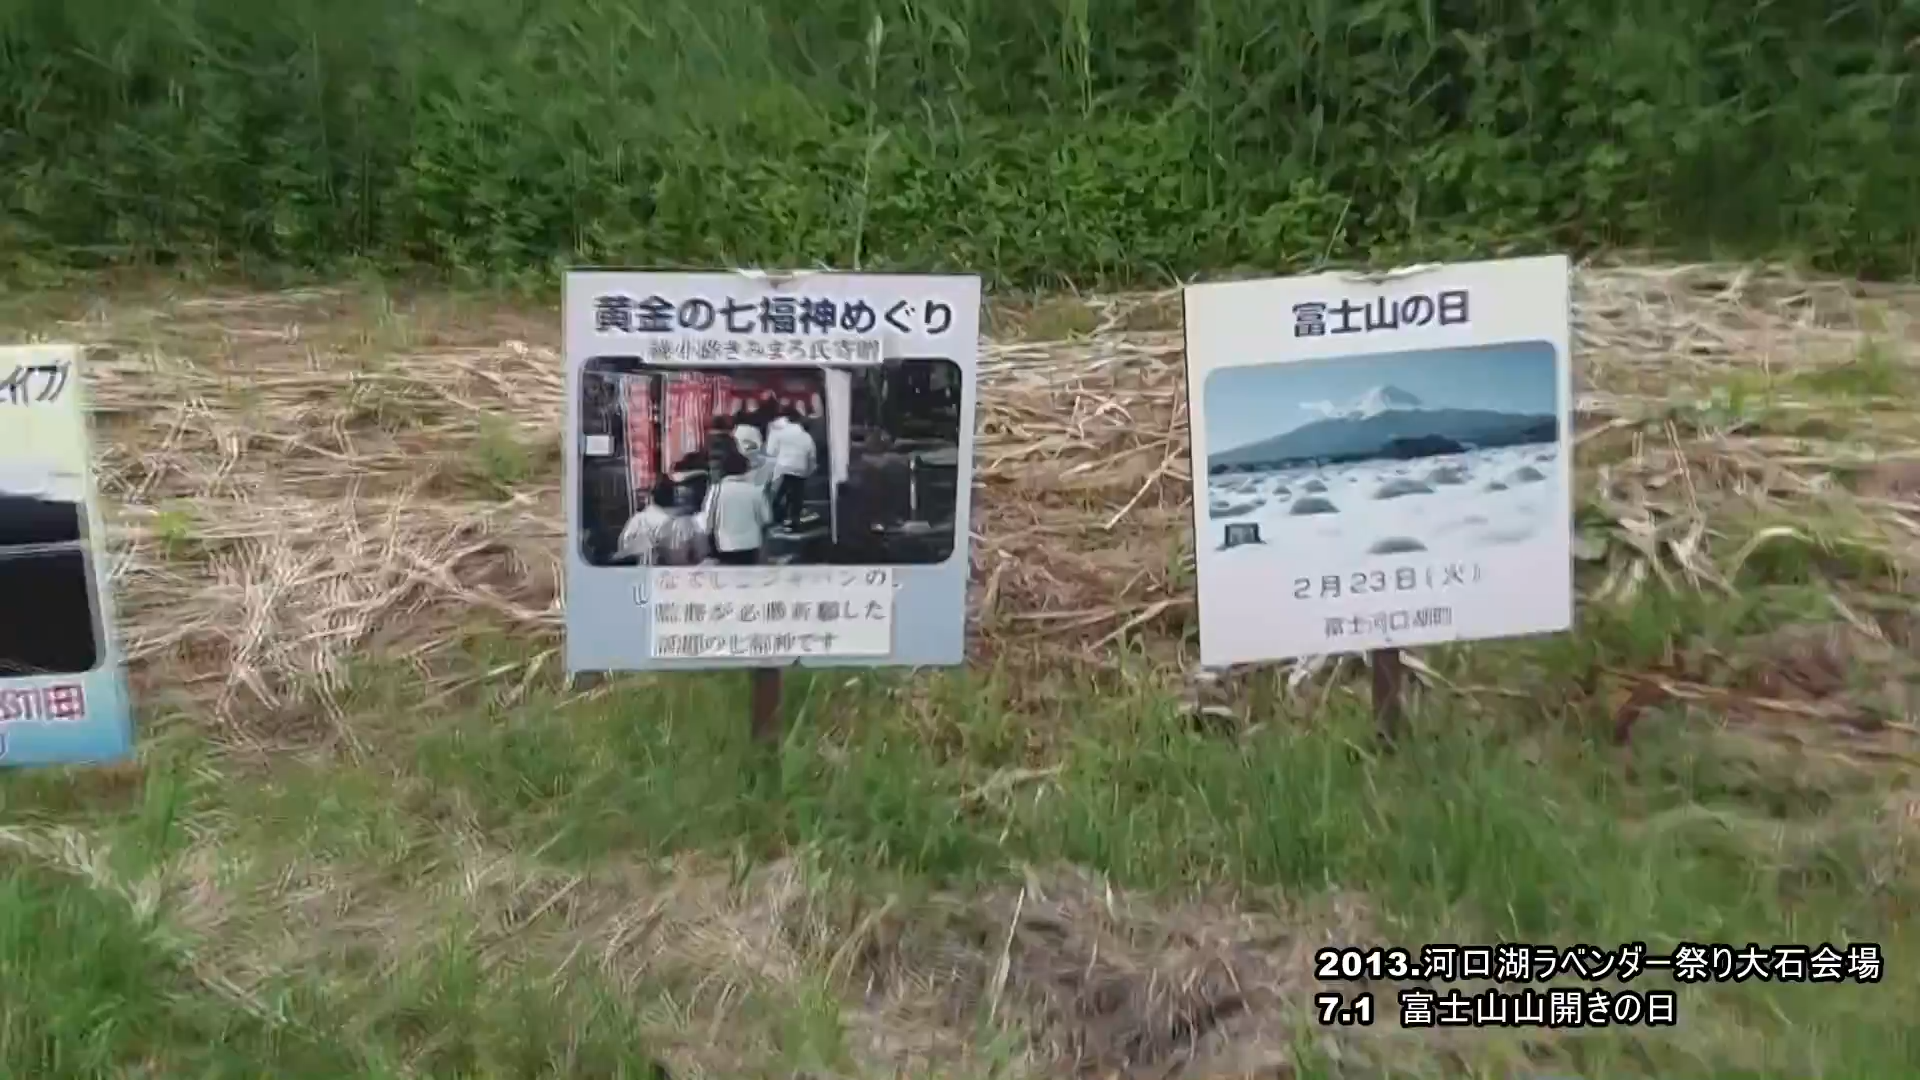 黄金の七福神めぐり
綾小路きみまろ氏寄贈
なでしこジャパンの
監督が必勝祈願した
話題の七福神です
富士山の日
2月23日(火)
富士河口湖町
2013.河口湖ラベンダー祭り大石会場
7.1 富士山山開きの日